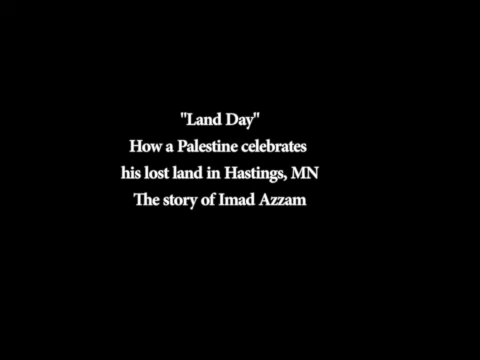 "Land Day"
How a Palestine celebrates
his lost land in Hastings, MN
The story of Imad Azzam